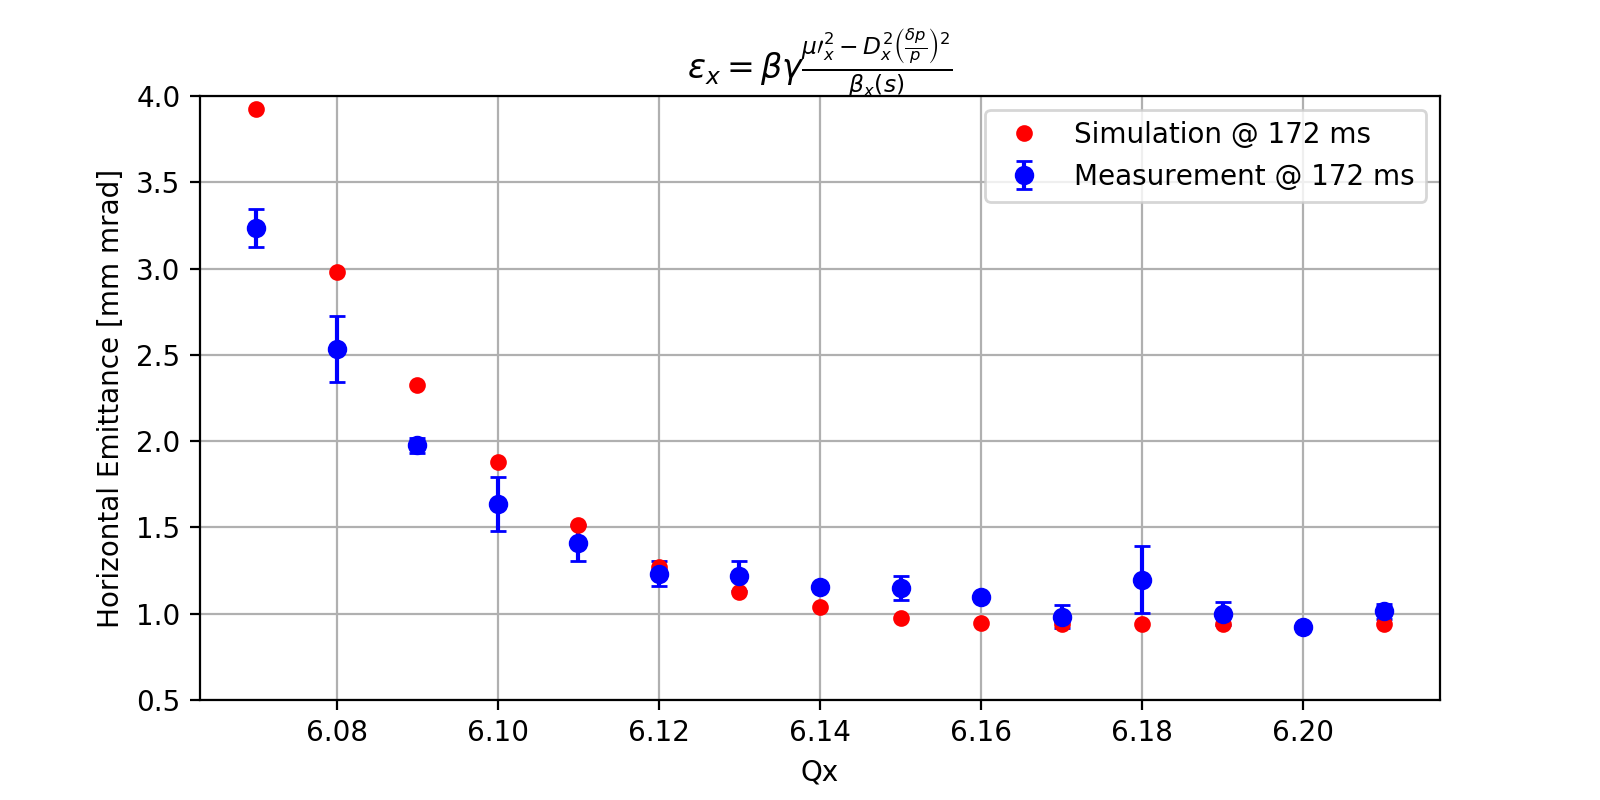 εₓ = βγ (μ′ₓ² − Dₓ²(δp/p)²)/βₓ(s)
Simulation @ 172 ms
Measurement @ 172 ms
Horizontal Emittance [mm mrad]
4.0
3.5
3.0
2.5
2.0
1.5
1.0
0.5
6.08 6.10 6.12 6.14 6.16 6.18 6.20
Qx